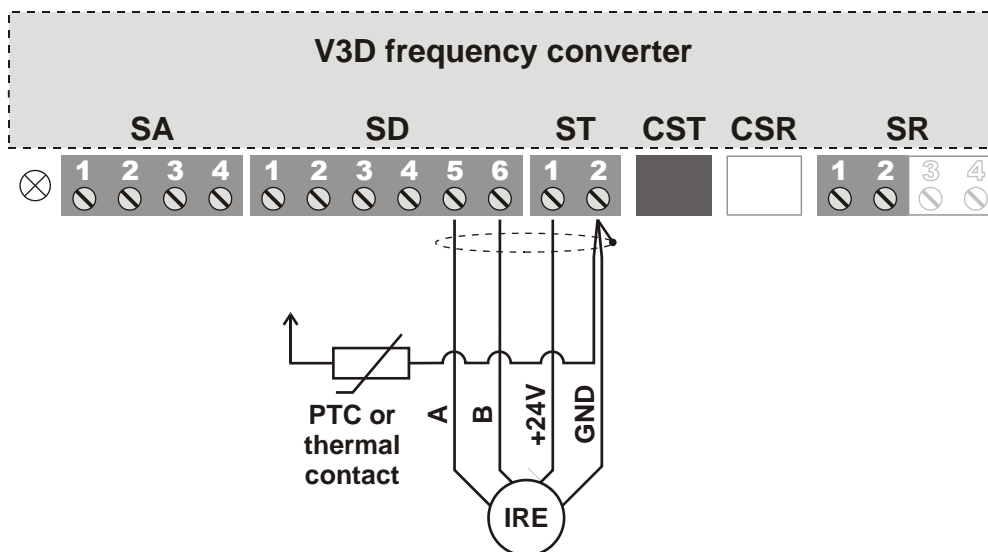 V3D frequency converter
SA SD ST CST CSR SR
1 2 3 4 1 2 3 4 5 6 1 2 1 2 3 4
PTC or
thermal
contact
A
B
+24V
GND
IRE